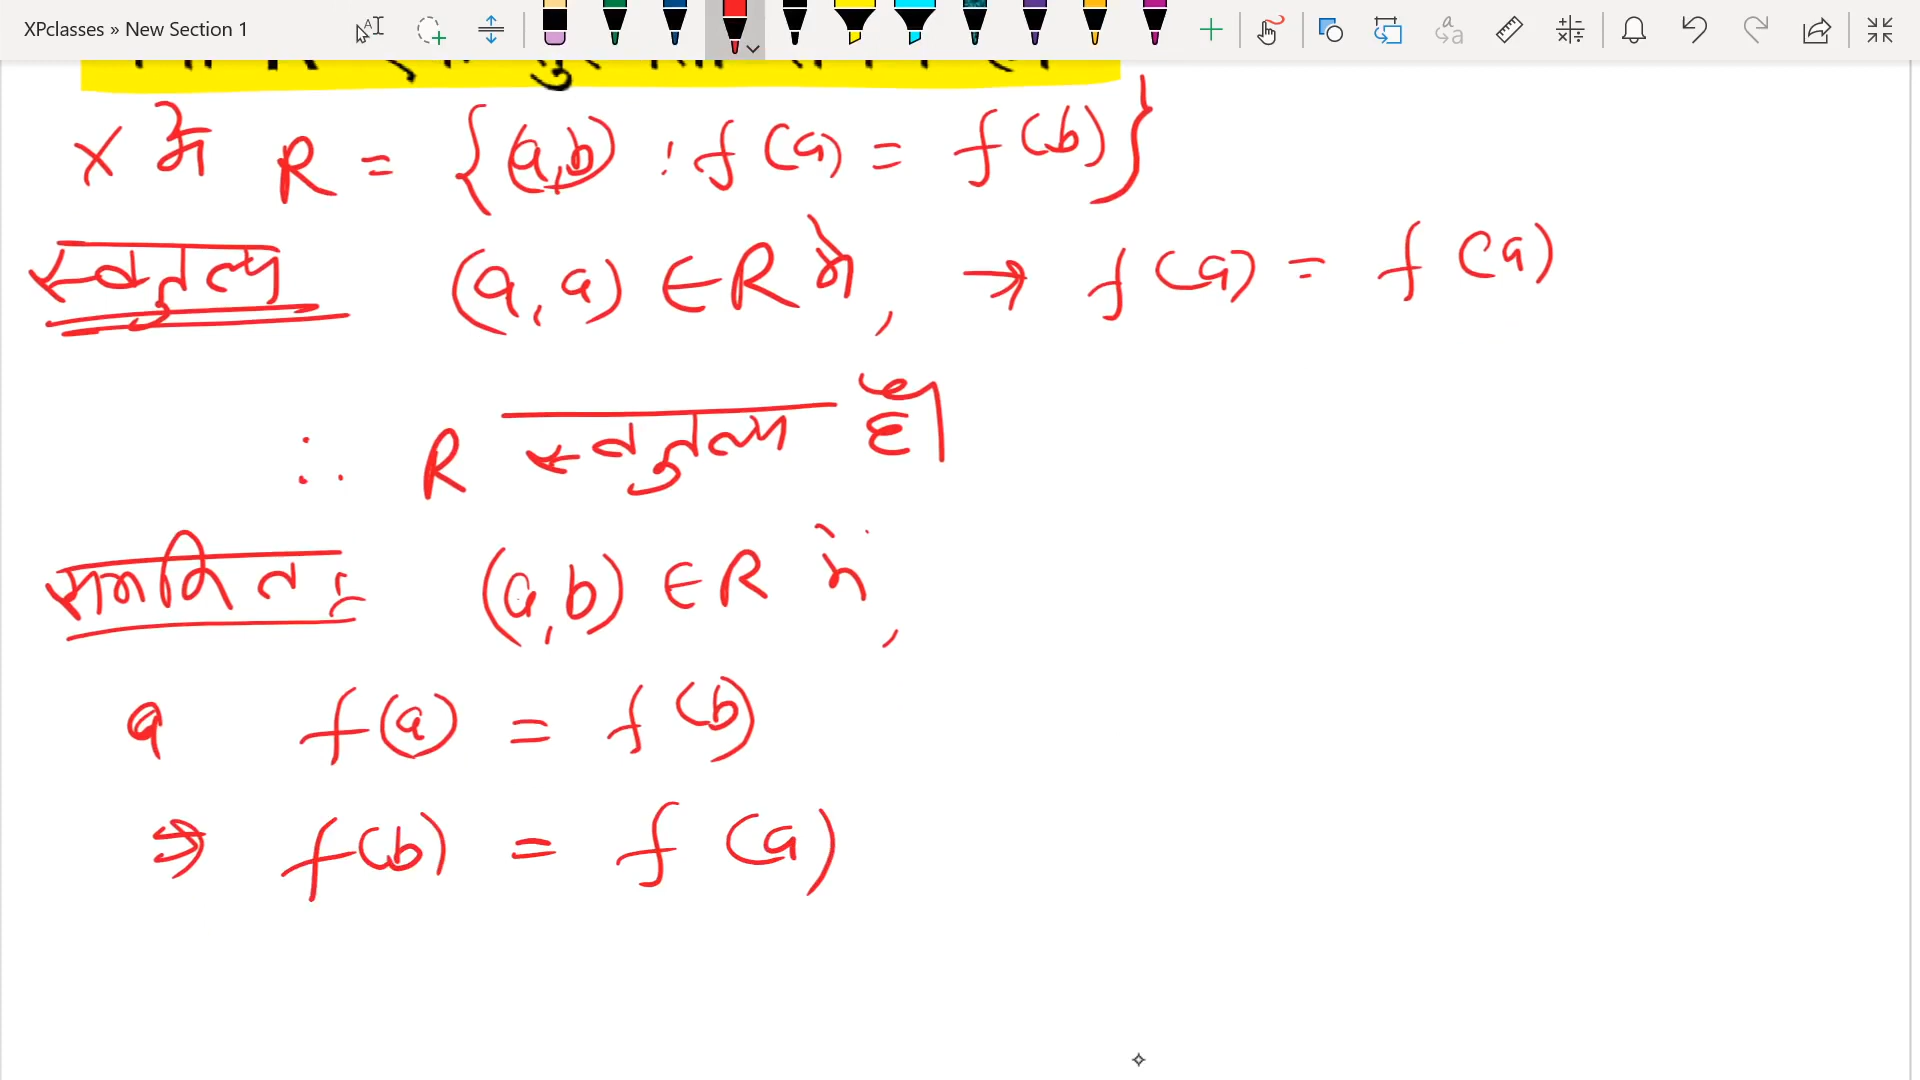 XPclasses » New Section 1
X में R = {(a,b) : f(a) = f(b)}
स्वतुल्य (a, a) ∈ R में, → f(a) = f(a)
∴ R स्वतुल्य है।
सममित : (a,b) ∈ R में,
a f(a) = f(b)
⇒ f(b) = f(a)